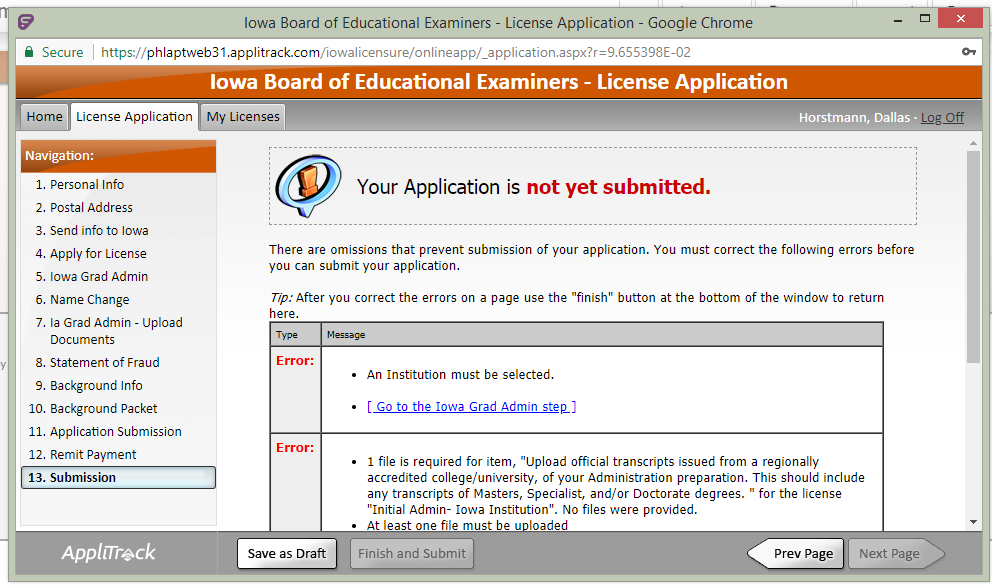 Iowa Board of Educational Examiners - License Application - Google Chrome
Secure
https://phlaptweb31.applitrack.com/iowalicensure/onlineapp/_application.aspx?r=9.655398E-02
Iowa Board of Educational Examiners - License Application
Home
License Application
My Licenses
Horstmann, Dallas · Log Off
Navigation:
1. Personal Info
2. Postal Address
3. Send info to Iowa
4. Apply for License
5. Iowa Grad Admin
6. Name Change
7. Ia Grad Admin - Upload
Documents
8. Statement of Fraud
9. Background Info
10. Background Packet
11. Application Submission
12. Remit Payment
13. Submission
Your Application is not yet submitted.
There are omissions that prevent submission of your application. You must correct the following errors before
you can submit your application.
Tip: After you correct the errors on a page use the "finish" button at the bottom of the window to return
here.
Type
Message
Error:
• An Institution must be selected.
• [ Go to the Iowa Grad Admin step ]
Error:
• 1 file is required for item, "Upload official transcripts issued from a regionally
accredited college/university, of your Administration preparation. This should include
any transcripts of Masters, Specialist, and/or Doctorate degrees. " for the license
"Initial Admin- Iowa Institution". No files were provided.
• At least one file must be uploaded
AppliTrack
Save as Draft
Finish and Submit
Prev Page
Next Page